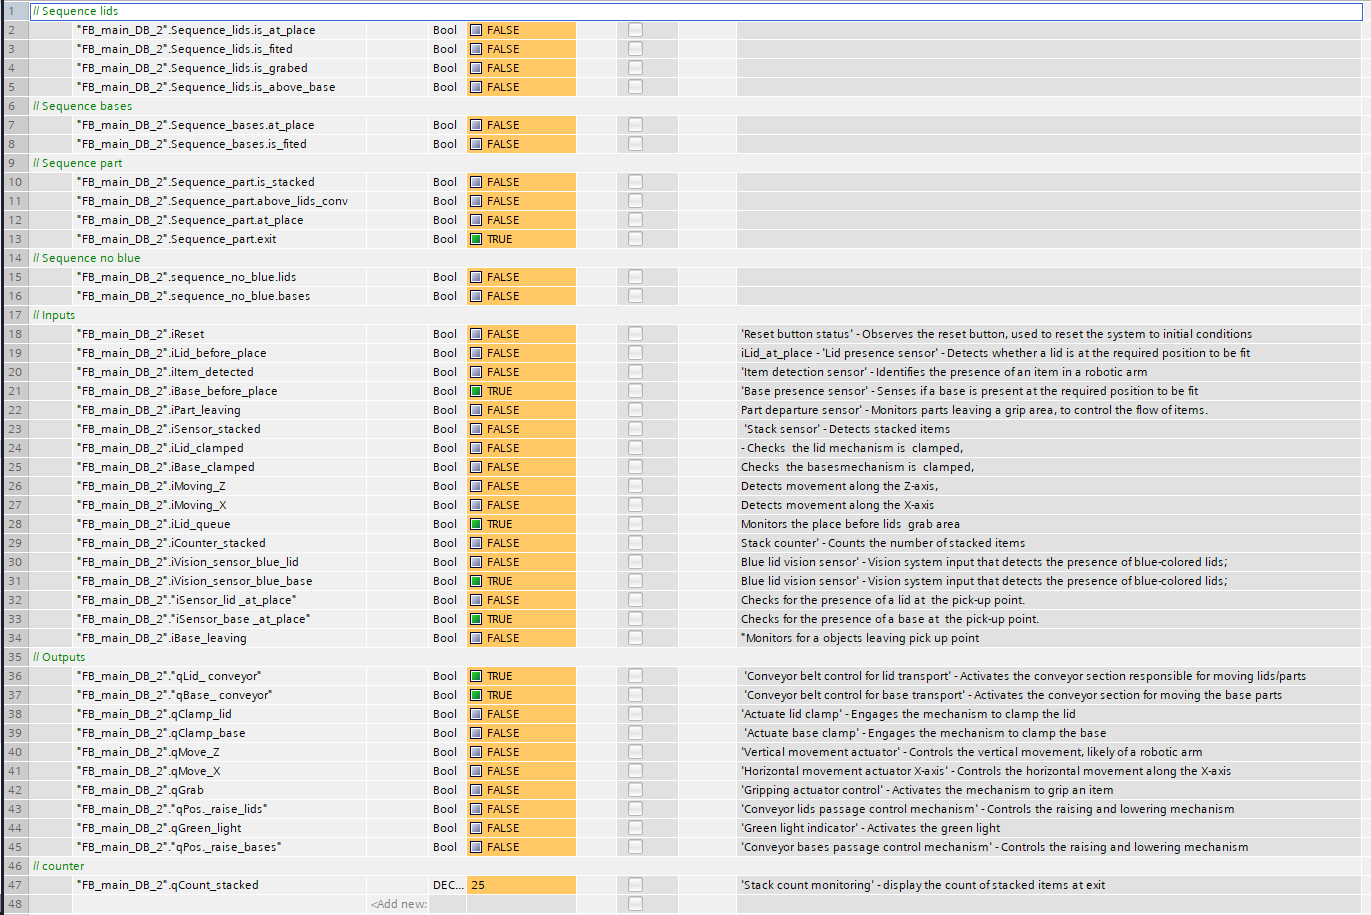 1 // Sequence lids
2 "FB_main_DB_2".Sequence_lids.is_at_place Bool FALSE
3 "FB_main_DB_2".Sequence_lids.is_fited Bool FALSE
4 "FB_main_DB_2".Sequence_lids.is_grabed Bool FALSE
5 "FB_main_DB_2".Sequence_lids.is_above_base Bool FALSE
6 // Sequence bases
7 "FB_main_DB_2".Sequence_bases.at_place Bool FALSE
8 "FB_main_DB_2".Sequence_bases.is_fited Bool FALSE
9 // Sequence part
10 "FB_main_DB_2".Sequence_part.is_stacked Bool FALSE
11 "FB_main_DB_2".Sequence_part.above_lids_conv Bool FALSE
12 "FB_main_DB_2".Sequence_part.at_place Bool FALSE
13 "FB_main_DB_2".Sequence_part.exit Bool TRUE
14 // Sequence no blue
15 "FB_main_DB_2".sequence_no_blue.lids Bool FALSE
16 "FB_main_DB_2".sequence_no_blue.bases Bool FALSE
17 // Inputs
18 "FB_main_DB_2".iReset Bool FALSE 'Reset button status' - Observes the reset button, used to reset the system to initial conditions
19 "FB_main_DB_2".iLid_before_place Bool FALSE iLid_at_place - 'Lid presence sensor' - Detects whether a lid is at the required position to be fit
20 "FB_main_DB_2".iItem_detected Bool FALSE 'Item detection sensor' - Identifies the presence of an item in a robotic arm
21 "FB_main_DB_2".iBase_before_place Bool TRUE 'Base presence sensor' - Senses if a base is present at the required position to be fit
22 "FB_main_DB_2".iPart_leaving Bool FALSE Part departure sensor' - Monitors parts leaving a grip area, to control the flow of items.
23 "FB_main_DB_2".iSensor_stacked Bool FALSE 'Stack sensor' - Detects stacked items
24 "FB_main_DB_2".iLid_clamped Bool FALSE - Checks the lid mechanism is clamped,
25 "FB_main_DB_2".iBase_clamped Bool FALSE Checks the basesmechanism is clamped,
26 "FB_main_DB_2".iMoving_Z Bool FALSE Detects movement along the Z-axis,
27 "FB_main_DB_2".iMoving_X Bool FALSE Detects movement along the X-axis
28 "FB_main_DB_2".iLid_queue Bool TRUE Monitors the place before lids grab area
29 "FB_main_DB_2".iCounter_stacked Bool FALSE Stack counter' - Counts the number of stacked items
30 "FB_main_DB_2".iVision_sensor_blue_lid Bool FALSE Blue lid vision sensor' - Vision system input that detects the presence of blue-colored lids;
31 "FB_main_DB_2".iVision_sensor_blue_base Bool TRUE Blue lid vision sensor' - Vision system input that detects the presence of blue-colored lids;
32 "FB_main_DB_2"."iSensor_lid _at_place" Bool FALSE Checks for the presence of a lid at the pick-up point.
33 "FB_main_DB_2"."iSensor_base _at_place" Bool TRUE Checks for the presence of a base at the pick-up point.
34 "FB_main_DB_2".iBase_leaving Bool FALSE "Monitors for a objects leaving pick up point
35 // Outputs
36 "FB_main_DB_2"."qLid_ conveyor" Bool TRUE 'Conveyor belt control for lid transport' - Activates the conveyor section responsible for moving lids/parts
37 "FB_main_DB_2"."qBase_ conveyor" Bool TRUE 'Conveyor belt control for base transport' - Activates the conveyor section for moving the base parts
38 "FB_main_DB_2".qClamp_lid Bool FALSE 'Actuate lid clamp' - Engages the mechanism to clamp the lid
39 "FB_main_DB_2".qClamp_base Bool FALSE 'Actuate base clamp' - Engages the mechanism to clamp the base
40 "FB_main_DB_2".qMove_Z Bool FALSE 'Vertical movement actuator' - Controls the vertical movement, likely of a robotic arm
41 "FB_main_DB_2".qMove_X Bool FALSE 'Horizontal movement actuator X-axis' - Controls the horizontal movement along the X-axis
42 "FB_main_DB_2".qGrab Bool FALSE 'Gripping actuator control' - Activates the mechanism to grip an item
43 "FB_main_DB_2"."qPos._raise_lids" Bool FALSE 'Conveyor lids passage control mechanism' - Controls the raising and lowering mechanism
44 "FB_main_DB_2".qGreen_light Bool FALSE 'Green light indicator' - Activates the green light
45 "FB_main_DB_2"."qPos._raise_bases" Bool FALSE 'Conveyor bases passage control mechanism' - Controls the raising and lowering mechanism
46 // counter
47 "FB_main_DB_2".qCount_stacked DEC... 25 'Stack count monitoring' - display the count of stacked items at exit
48 <Add new>